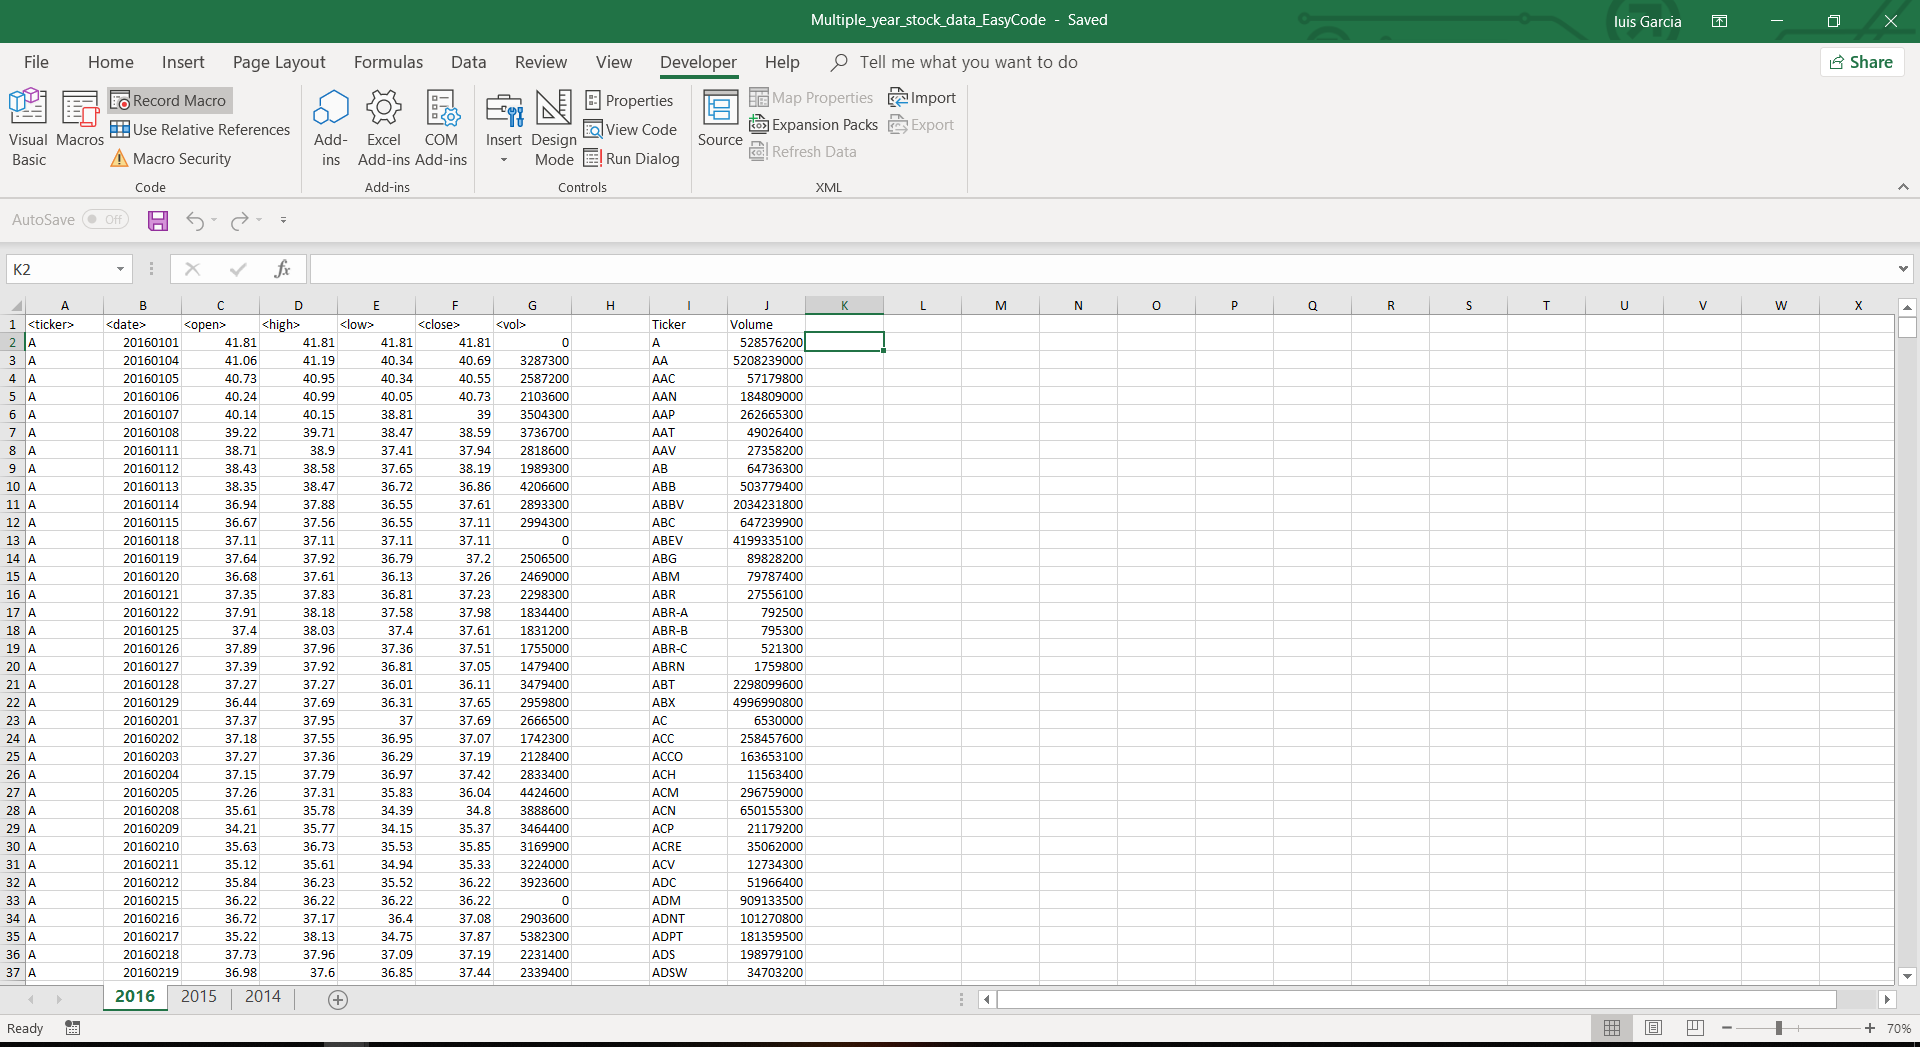 Multiple_year_stock_data_EasyCode - Saved
luis Garcia
File Home Insert Page Layout Formulas Data Review View Developer Help Tell me what you want to do
Share
Visual Basic
Macros
Record Macro
Use Relative References
Macro Security
Code
Add-ins
Excel Add-ins
COM Add-ins
Add-ins
Insert
Design Mode
Properties
View Code
Run Dialog
Controls
Source
Map Properties
Expansion Packs
Refresh Data
Import
Export
XML
AutoSave Off
K2
fx
A B C D E F G H I J K L M N O P Q R S T U V W X
1 <ticker> <date> <open> <high> <low> <close> <vol> Ticker Volume
2 A 20160101 41.81 41.81 41.81 41.81 0 A 528576200
3 A 20160104 41.06 41.19 40.34 40.69 3287300 AA 5208239000
4 A 20160105 40.73 40.95 40.34 40.55 2587200 AAC 57179800
5 A 20160106 40.24 40.99 40.05 40.73 2103600 AAN 184809000
6 A 20160107 40.14 40.15 38.81 39 3504300 AAP 262665300
7 A 20160108 39.22 39.71 38.47 38.59 3736700 AAT 49026400
8 A 20160111 38.71 38.9 37.41 37.94 2818600 AAV 27358200
9 A 20160112 38.43 38.58 37.65 38.19 1989300 AB 64736300
10 A 20160113 38.35 38.47 36.72 36.86 4206600 ABB 503779400
11 A 20160114 36.94 37.88 36.55 37.61 2893300 ABBV 2034231800
12 A 20160115 36.67 37.56 36.55 37.11 2994300 ABC 647239900
13 A 20160118 37.11 37.11 37.11 37.11 0 ABEV 4199335100
14 A 20160119 37.64 37.92 36.79 37.2 2506500 ABG 89828200
15 A 20160120 36.68 37.61 36.13 37.26 2469000 ABM 79787400
16 A 20160121 37.35 37.83 36.81 37.23 2298300 ABR 27556100
17 A 20160122 37.91 38.18 37.58 37.98 1834400 ABR-A 792500
18 A 20160125 37.4 38.03 37.4 37.61 1831200 ABR-B 795300
19 A 20160126 37.89 37.96 37.36 37.51 1755000 ABR-C 521300
20 A 20160127 37.39 37.92 36.81 37.05 1479400 ABRN 1759800
21 A 20160128 37.27 37.27 36.01 36.11 3479400 ABT 2298099600
22 A 20160129 36.44 37.69 36.31 37.65 2959800 ABX 4996990800
23 A 20160201 37.37 37.95 37 37.69 2666500 AC 6530000
24 A 20160202 37.18 37.55 36.95 37.07 1742300 ACC 258457600
25 A 20160203 37.27 37.36 36.29 37.19 2128400 ACCO 163653100
26 A 20160204 37.15 37.79 36.97 37.42 2833400 ACH 11563400
27 A 20160205 37.26 37.31 35.83 36.04 4424600 ACM 296759000
28 A 20160208 35.61 35.78 34.39 34.8 3888600 ACN 650155300
29 A 20160209 34.21 35.77 34.15 35.37 3464400 ACP 21179200
30 A 20160210 35.63 36.73 35.53 35.85 3169900 ACRE 35062000
31 A 20160211 35.12 35.61 34.94 35.33 3224000 ACV 12734300
32 A 20160212 35.84 36.23 35.52 36.22 3923600 ADC 51966400
33 A 20160215 36.22 36.22 36.22 36.22 0 ADM 909133500
34 A 20160216 36.72 37.17 36.4 37.08 2903600 ADNT 101270800
35 A 20160217 35.22 38.13 34.75 37.87 5382300 ADPT 181359500
36 A 20160218 37.73 37.96 37.09 37.19 2231400 ADS 198979100
37 A 20160219 36.98 37.6 36.85 37.44 2339400 ADSW 34703200
2016 2015 2014
Ready
70%